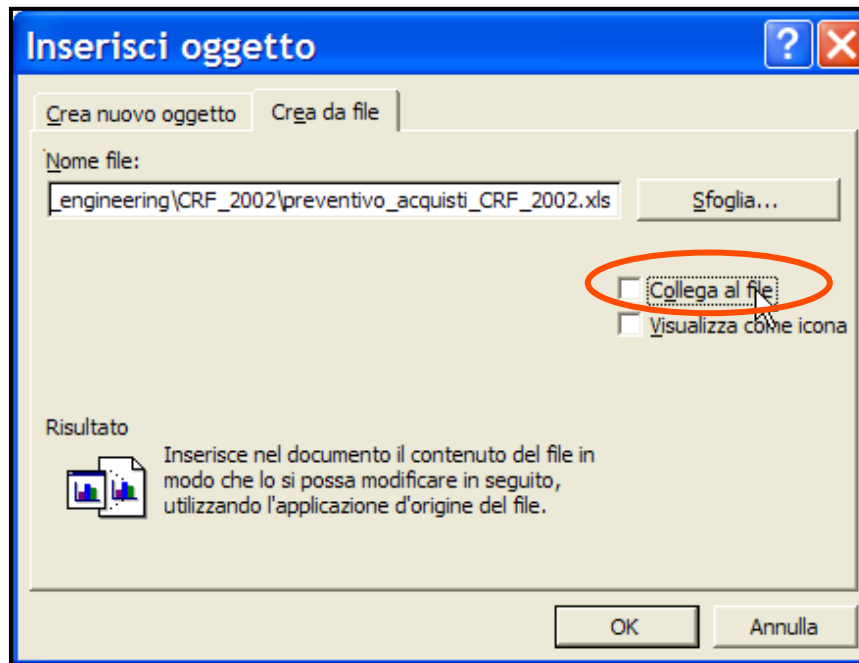 Inserisci oggetto
Crea nuovo oggetto
Crea da file
Nome file:
_engineering\CRF_2002\preventivo_acquisti_CRF_2002.xls
Sfoglia...
Collega al file
Visualizza come icona
Risultato
Inserisce nel documento il contenuto del file in
modo che lo si possa modificare in seguito,
utilizzando l'applicazione d'origine del file.
OK
Annulla